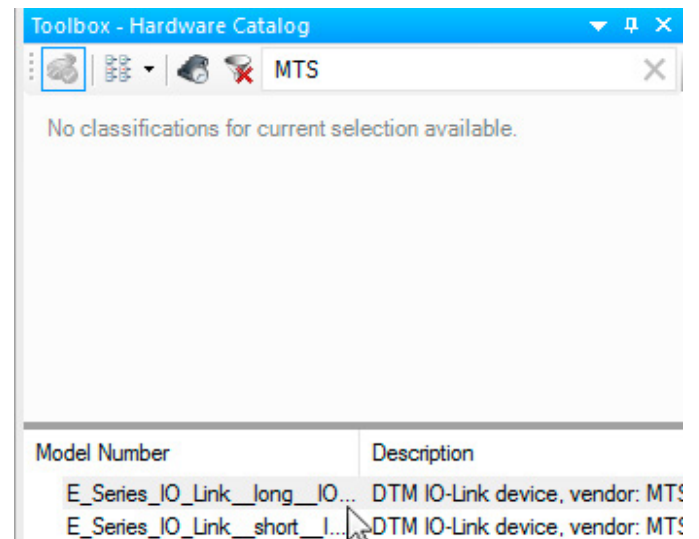 Toolbox - Hardware Catalog
MTS
No classifications for current selection available.
Model Number Description
E_Series_IO_Link__long__IO... DTM IO-Link device, vendor: MTS
E_Series_IO_Link__short__I... DTM IO-Link device, vendor: MTS